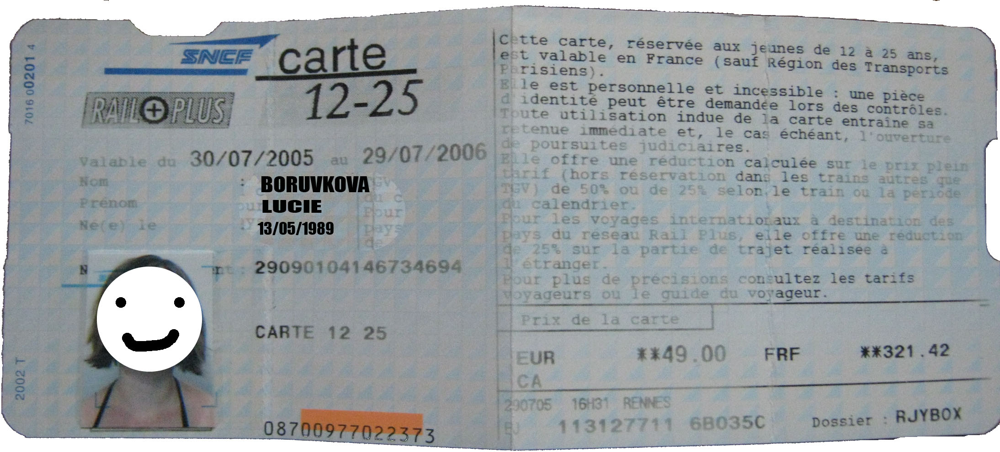 7016 00201 4
SNCF
carte
12-25
RAIL PLUS
Valable du 30/07/2005 au 29/07/2006
Nom : BORUVKOVA
Prénom LUCIE
Né(e) le : 13/05/1989
29090104146734694
CARTE 12 25
2002 T
08700977022373
Cette carte, réservée aux jeunes de 12 à 25 ans,
est valable en France (sauf Région des Transports
Parisiens).
Elle est personnelle et incessible : une pièce
d'identité peut être demandée lors des contrôles.
Toute utilisation indue de la carte entraîne sa
retenue immédiate et, le cas échéant, l'ouverture
de poursuites judiciaires.
Elle offre une réduction calculée sur le prix plein
tarif (hors réservation dans les trains autres que
TGV) de 50% ou de 25% selon le train ou la période
du calendrier.
Pour les voyages internationaux à destination des
pays du réseau Rail Plus, elle offre une réduction
de 25% sur la partie de trajet réalisée à
l'étranger.
Pour plus de précisions consultez les tarifs
voyageurs ou le guide du voyageur.
Prix de la carte
EUR **49.00 FRF **321.42
CA
290705 16H31 RENNES
113127711 6B035C Dossier : RJYBOX